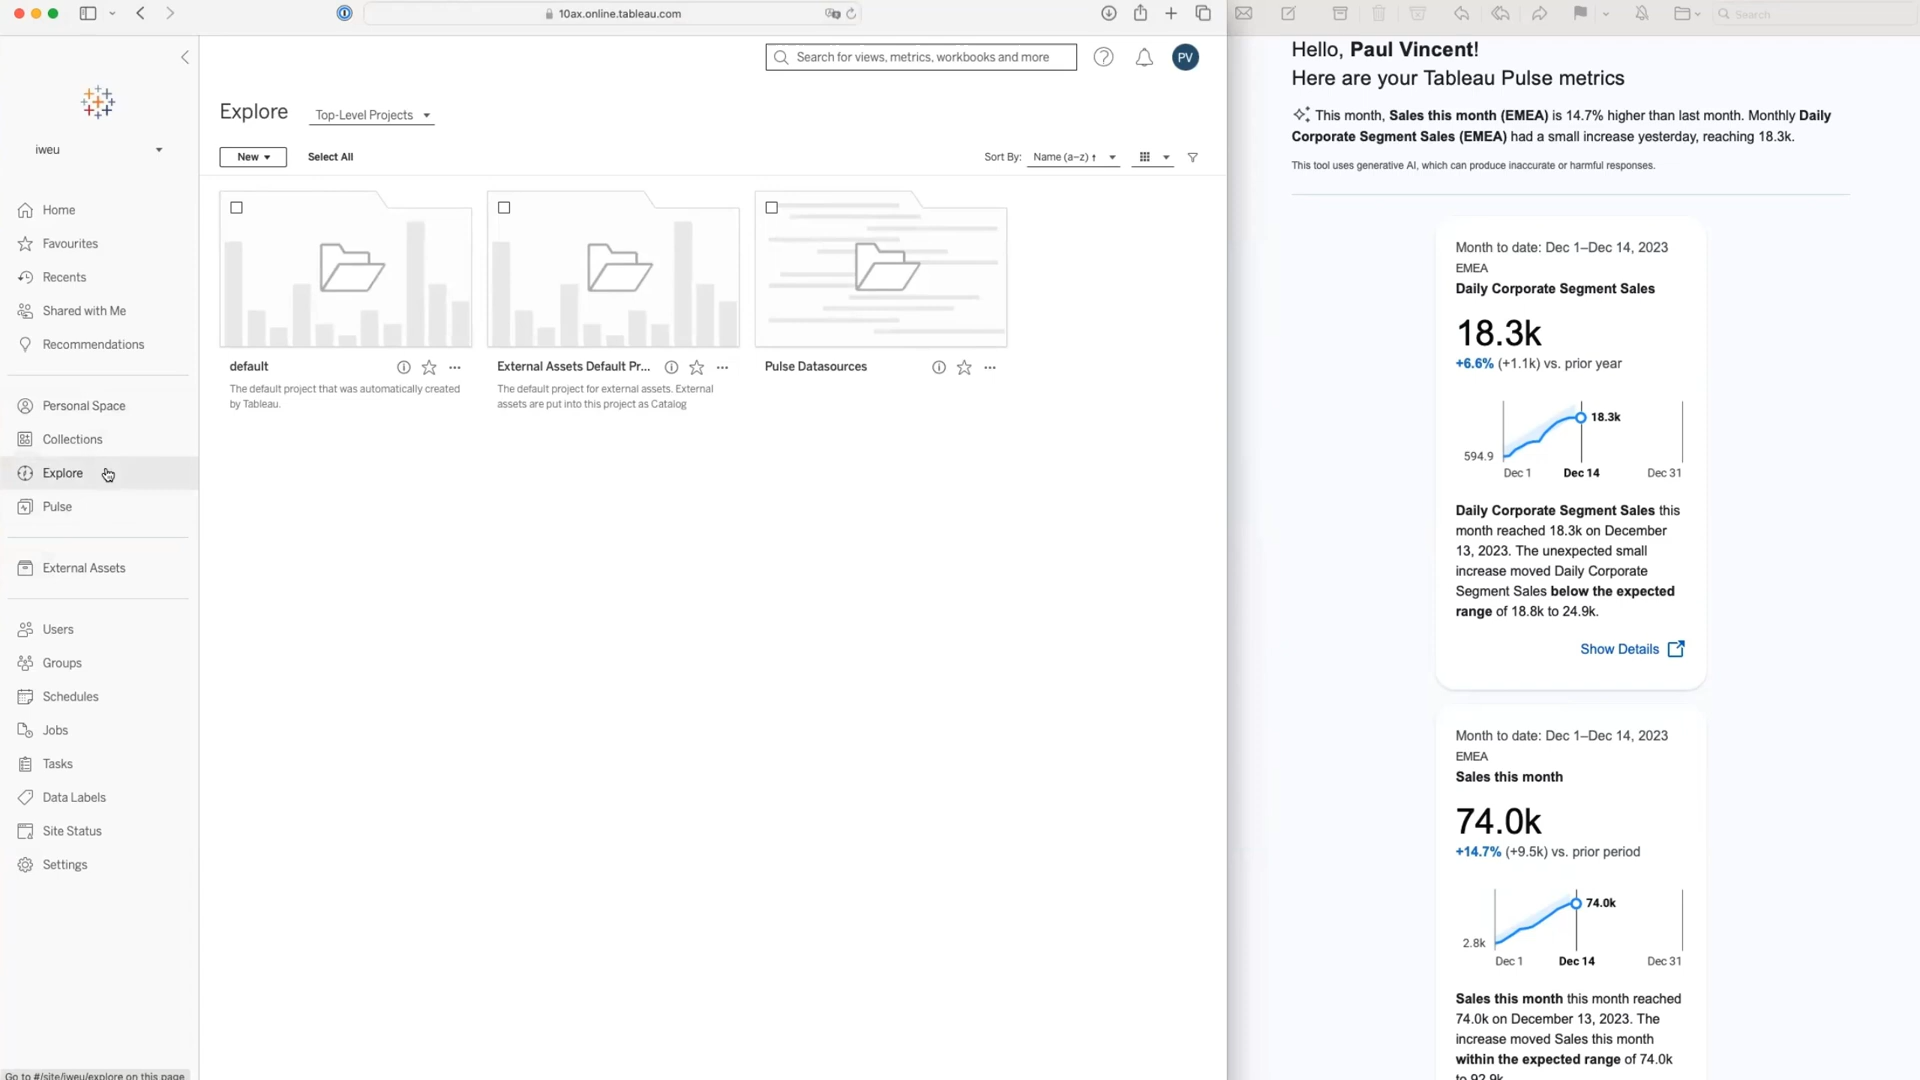 10ax.online.tableau.com
Search
Search for views, metrics, workbooks and more
PV
iweu
Home
Favourites
Recents
Shared with Me
Recommendations
Personal Space
Collections
Explore
Pulse
External Assets
Users
Groups
Schedules
Jobs
Tasks
Data Labels
Site Status
Settings
Go to #/site/iweu/explore on this page
Explore
Top-Level Projects
New
Select All
Sort By:
Name (a–z) ↑
default
The default project that was automatically created
by Tableau.
External Assets Default Pr...
The default project for external assets. External
assets are put into this project as Catalog
Pulse Datasources
Hello, Paul Vincent!
Here are your Tableau Pulse metrics
This month, Sales this month (EMEA) is 14.7% higher than last month. Monthly Daily
Corporate Segment Sales (EMEA) had a small increase yesterday, reaching 18.3k.
This tool uses generative AI, which can produce inaccurate or harmful responses.
Month to date: Dec 1–Dec 14, 2023
EMEA
Daily Corporate Segment Sales
18.3k
+6.6% (+1.1k) vs. prior year
18.3k
594.9
Dec 1
Dec 14
Dec 31
Daily Corporate Segment Sales this
month reached 18.3k on December
13, 2023. The unexpected small
increase moved Daily Corporate
Segment Sales below the expected
range of 18.8k to 24.9k.
Show Details
Month to date: Dec 1–Dec 14, 2023
EMEA
Sales this month
74.0k
+14.7% (+9.5k) vs. prior period
74.0k
2.8k
Dec 1
Dec 14
Dec 31
Sales this month this month reached
74.0k on December 13, 2023. The
increase moved Sales this month
within the expected range of 74.0k
to 92.9k.